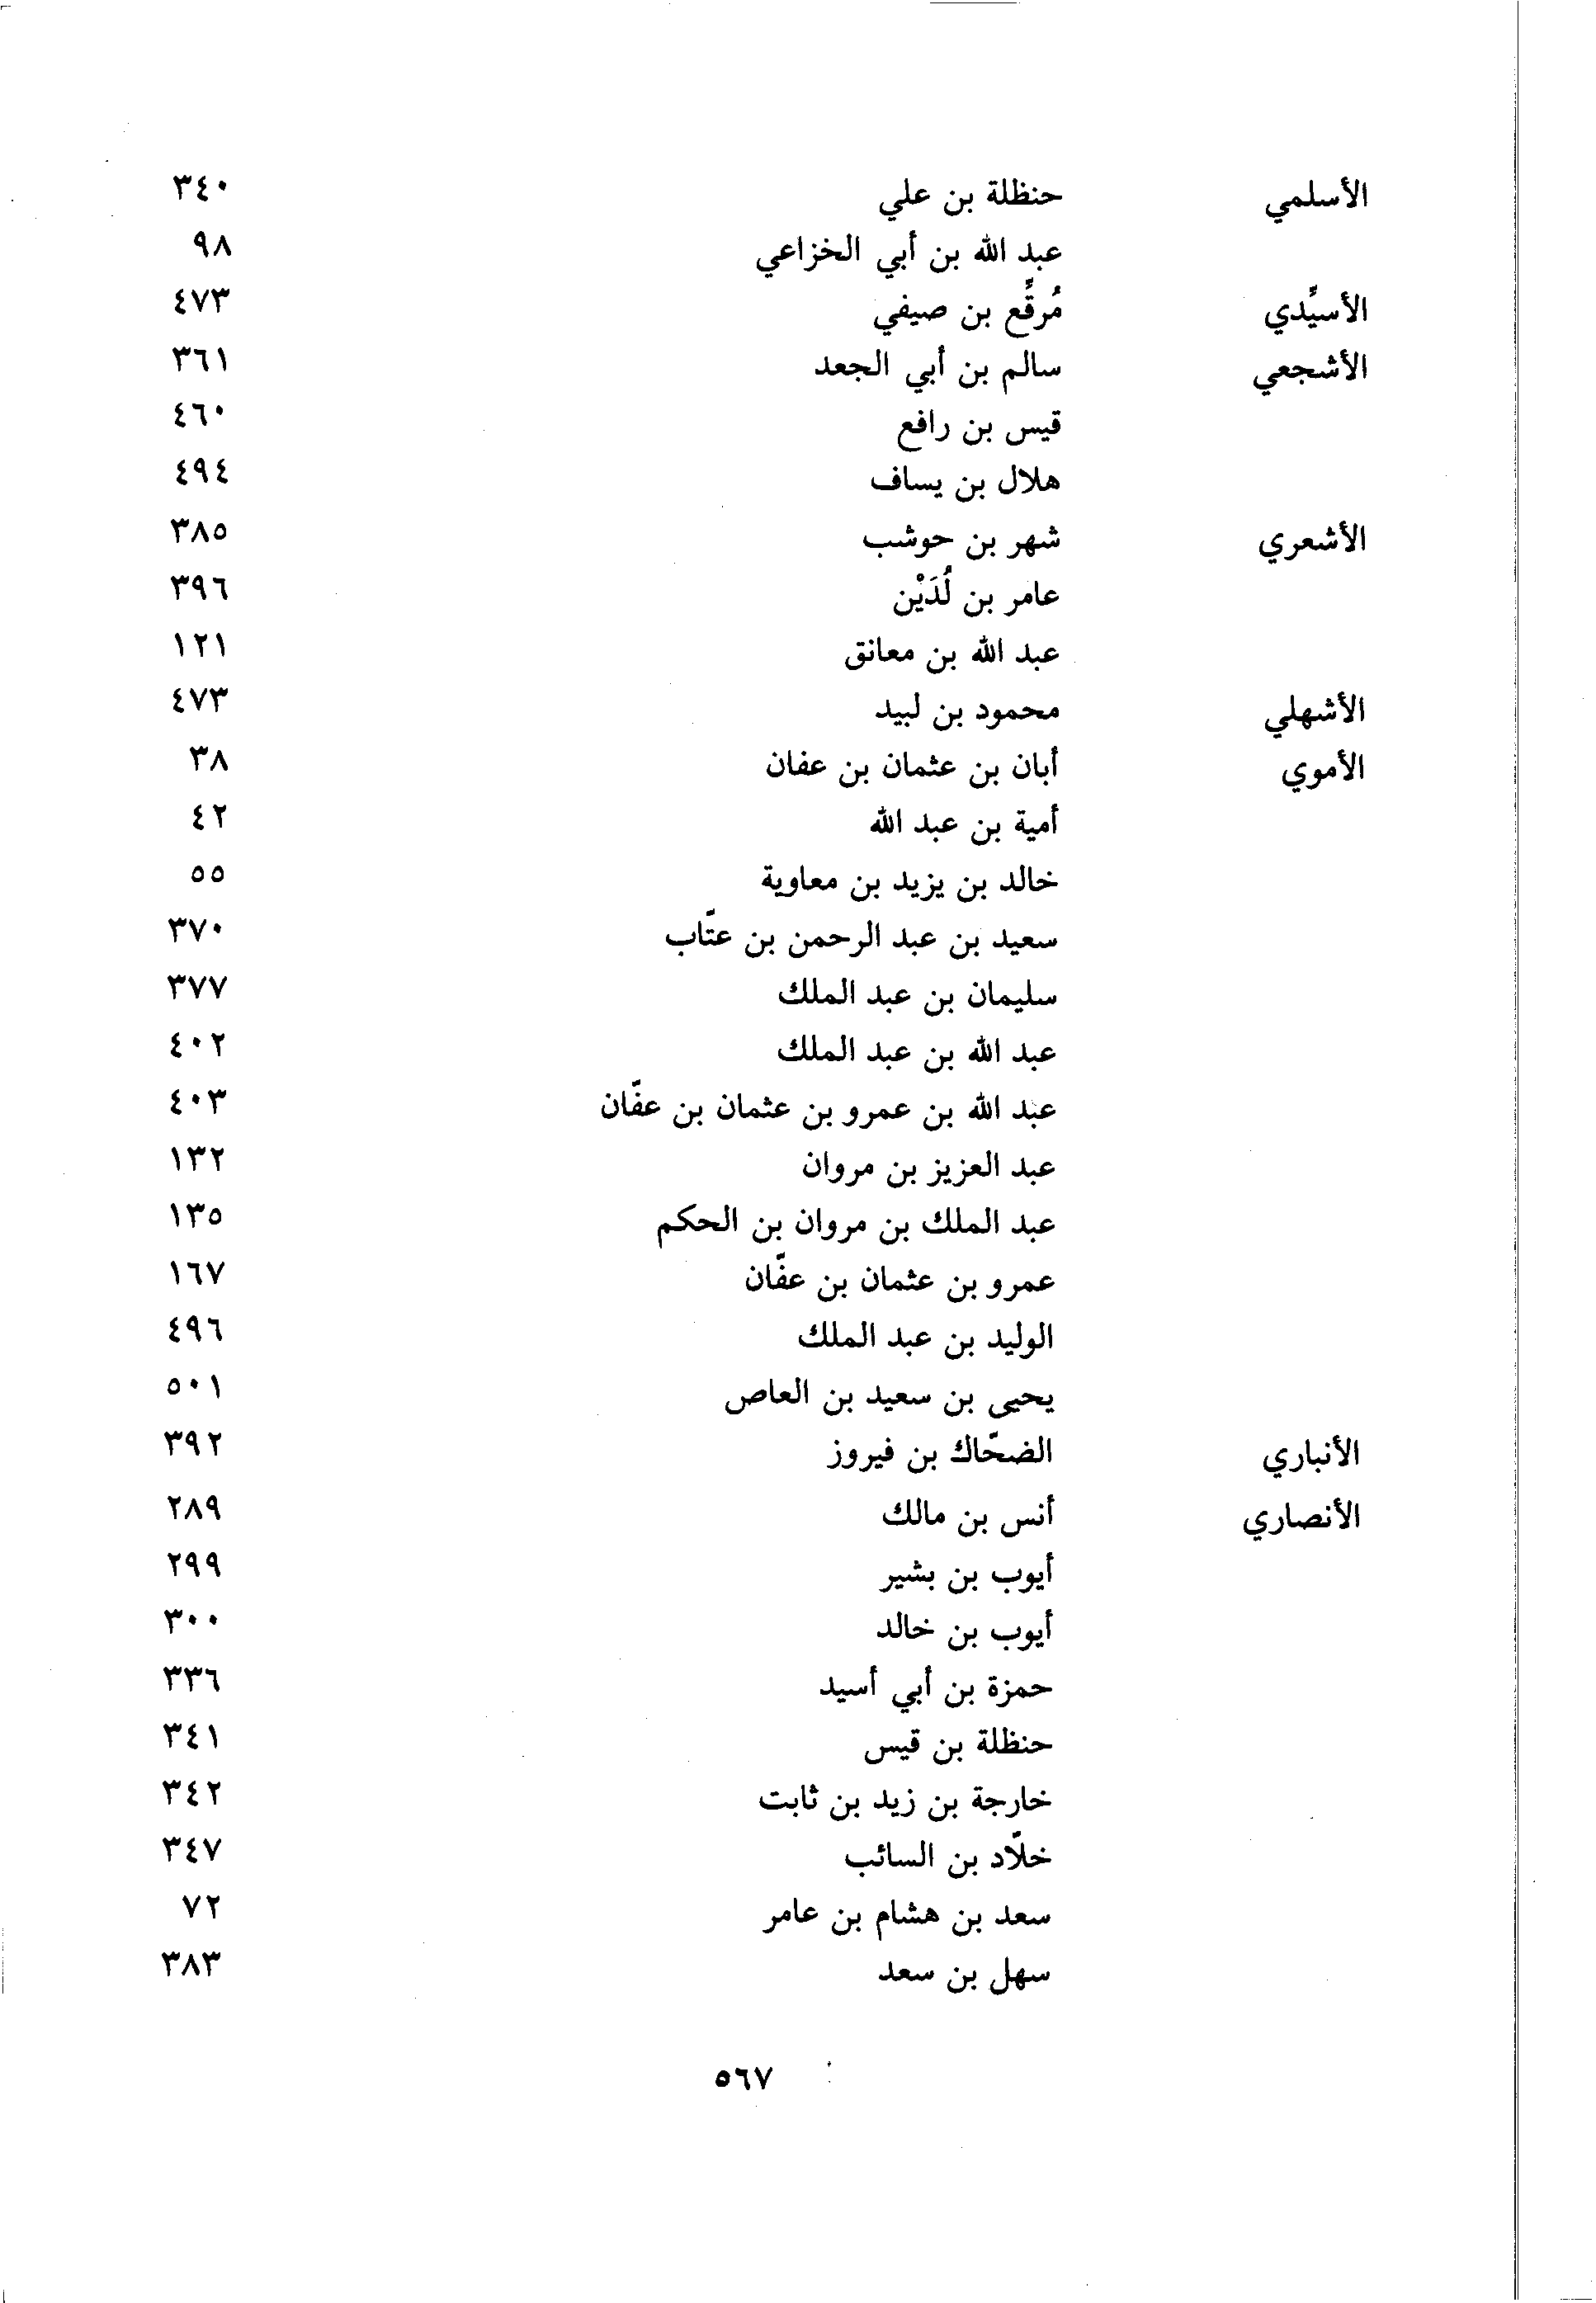 الأسلمي حنظلة بن علي ٣٤٠
عبد الله بن أبي الخزاعي ٩٨
الأسيِّدي مُرقِّع بن صيفي ٤٧٣
الأشجعي سالم بن أبي الجعد ٣٦١
قيس بن رافع ٤٦٠
هلال بن يساف ٤٩٤
الأشعري شهر بن حوشب ٣٨٥
عامر بن لُدَيْن ٣٩٦
عبد الله بن معانق ١٢١
الأشهلي محمود بن لبيد ٤٧٣
الأموي أبان بن عثمان بن عفان ٣٨
أمية بن عبد الله ٤٢
خالد بن يزيد بن معاوية ٥٥
سعيد بن عبد الرحمن بن عتّاب ٣٧٠
سليمان بن عبد الملك ٣٧٧
عبد الله بن عبد الملك ٤٠٢
عبد الله بن عمرو بن عثمان بن عفّان ٤٠٣
عبد العزيز بن مروان ١٣٢
عبد الملك بن مروان بن الحكم ١٣٥
عمرو بن عثمان بن عفّان ١٦٧
الوليد بن عبد الملك ٤٩٦
يحيى بن سعيد بن العاص ٥٠١
الأنباري الضحّاك بن فيروز ٣٩٢
الأنصاري أنس بن مالك ٢٨٩
أيوب بن بشير ٢٩٩
أيوب بن خالد ٣٠٠
حمزة بن أبي أسيد ٣٣٦
حنظلة بن قيس ٣٤١
خارجة بن زيد بن ثابت ٣٤٢
خلّاد بن السائب ٣٤٧
سعد بن هشام بن عامر ٧٢
سهل بن سعد ٣٨٣
٥٦٧